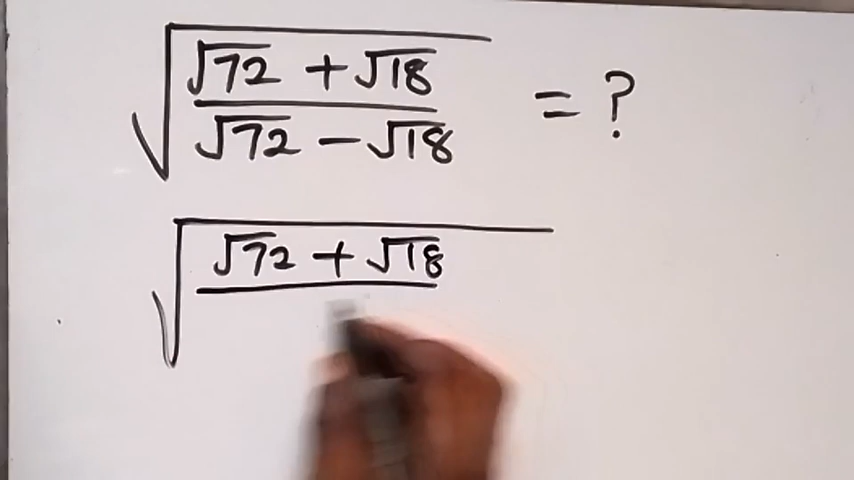 √((√72 + √18)/(√72 − √18)) = ?
√(√72 + √18